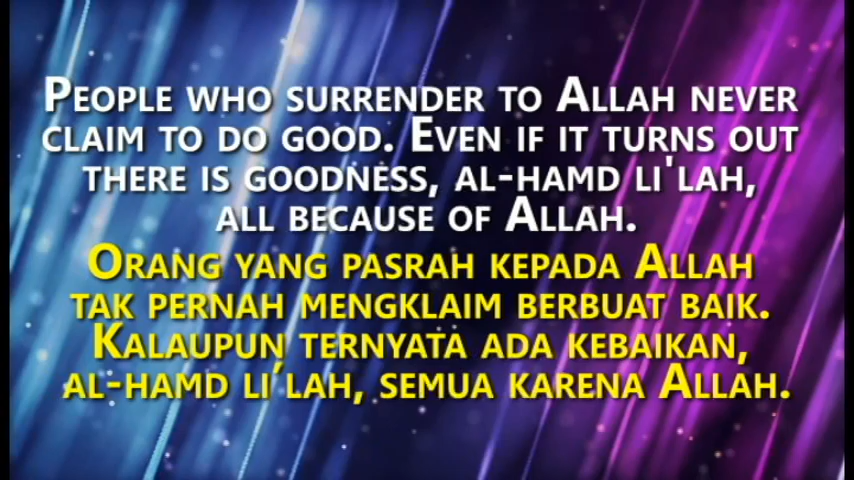 People who surrender to Allah never
claim to do good. Even if it turns out
there is goodness, al-hamd li'lah,
all because of Allah.
Orang yang pasrah kepada Allah
tak pernah mengklaim berbuat baik.
Kalaupun ternyata ada kebaikan,
al-hamd li’lah, semua karena Allah.